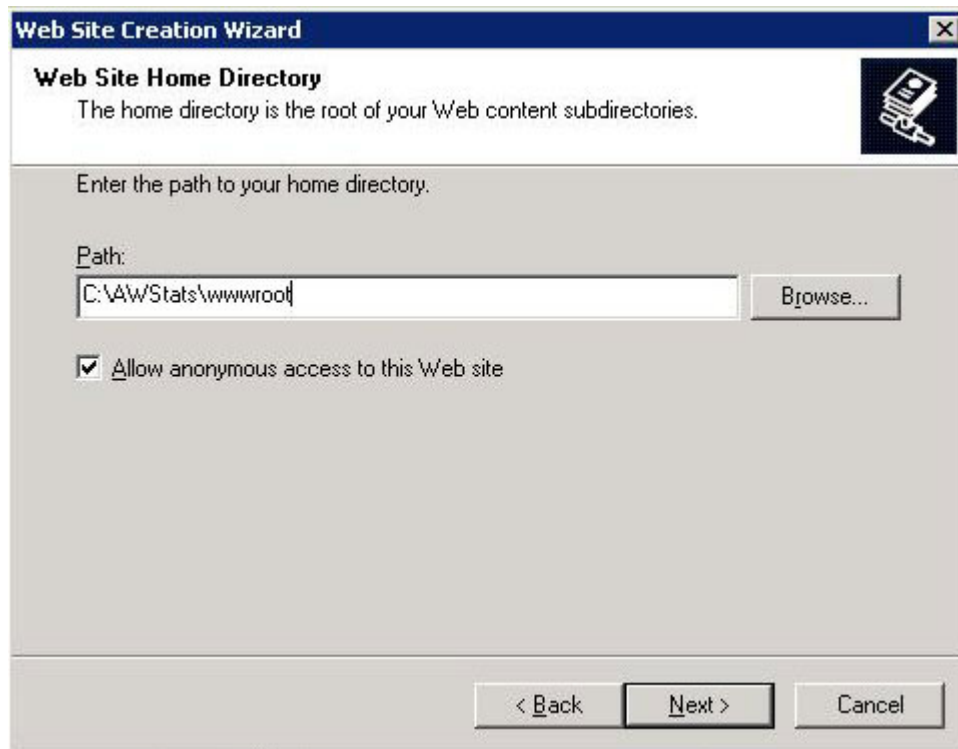 Web Site Creation Wizard
Web Site Home Directory
The home directory is the root of your Web content subdirectories.
Enter the path to your home directory.
Path:
C:\AWStats\wwwroot
Browse...
Allow anonymous access to this Web site
< Back
Next >
Cancel